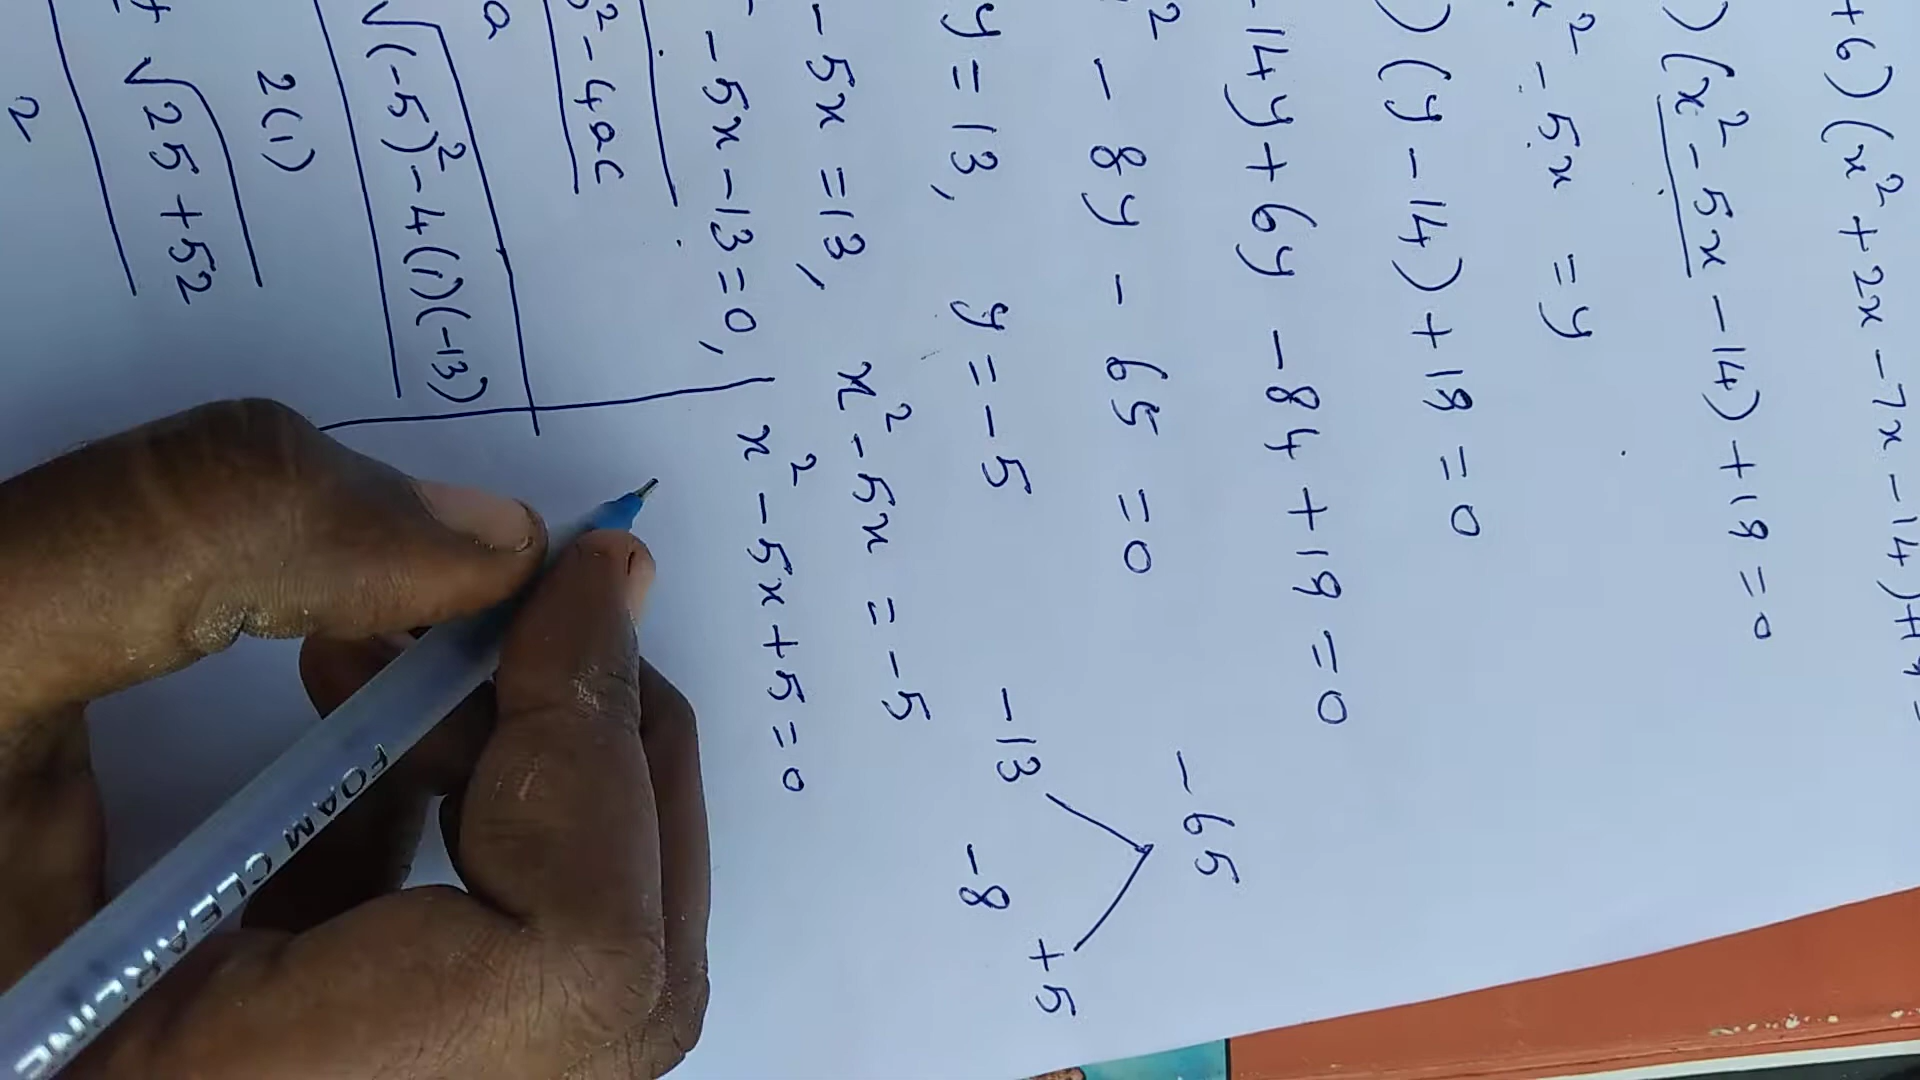 +6) (x² + 2x - 7x - 14) +
) (x² - 5x - 14) + 19 = 0
x² - 5x = y
) (y - 14) + 19 = 0
- 14y + 6y - 84 + 19 = 0
² - 8y - 65 = 0
-65
y = 13, y = -5
-13 +5
-8
- 5x = 13, x² - 5x = -5
- 5x - 13 = 0, x² - 5x + 5 = 0
² - 4ac
a
√(-5)² - 4(1)(-13)
2(1)
± √25 + 52
2
FOAM CLEARLINE